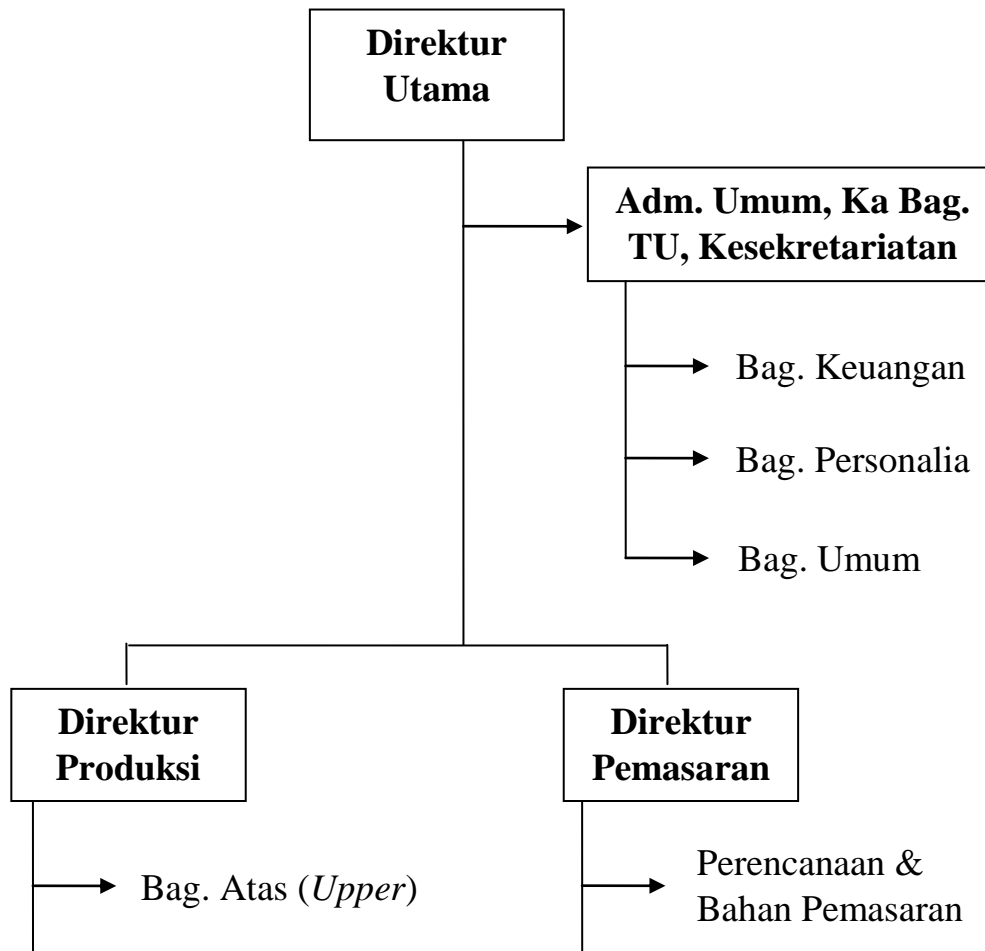 Direktur
Utama
Adm. Umum, Ka Bag.
TU, Kesekretariatan
Bag. Keuangan
Bag. Personalia
Bag. Umum
Direktur
Produksi
Direktur
Pemasaran
Bag. Atas (Upper)
Perencanaan &
Bahan Pemasaran